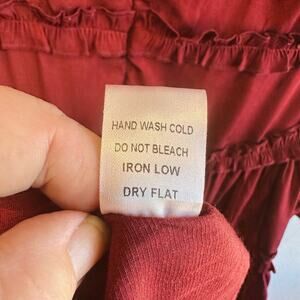 HAND WASH COLD
DO NOT BLEACH
IRON LOW
DRY FLAT